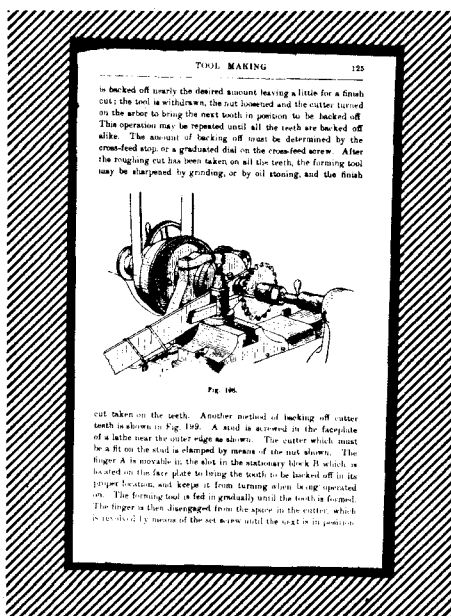 TOOL MAKING 125
is backed off nearly the desired amount leaving a little for a finish
cut; the tool is withdrawn, the nut loosened and the cutter turned
on the arbor to bring the next tooth in position to be backed off
This operation may be repeated until all the teeth are backed off
alike. The amount of backing off must be determined by the
cross-feed stop, or a graduated dial on the cross-feed screw. After
the roughing cut has been taken on all the teeth, the forming tool
may be sharpened by grinding, or by oil stoning, and the finish
Fig. 198.
cut taken on the teeth. Another method of backing off cutter
teeth is shown in Fig. 199. A stud is screwed in the faceplate
of a lathe near the outer edge as shown. The cutter which must
be a fit on the stud is clamped by means of the nut shown. The
finger A is movable in the slot in the stationary block B which is
located on the face plate to bring the tooth to be backed off in its
proper location, and keeps it from turning when being operated
on. The forming tool is fed in gradually until the tooth is formed.
The finger is then disengaged from the space in the cutter, which
is revolved by means of the set screw until the next is in position